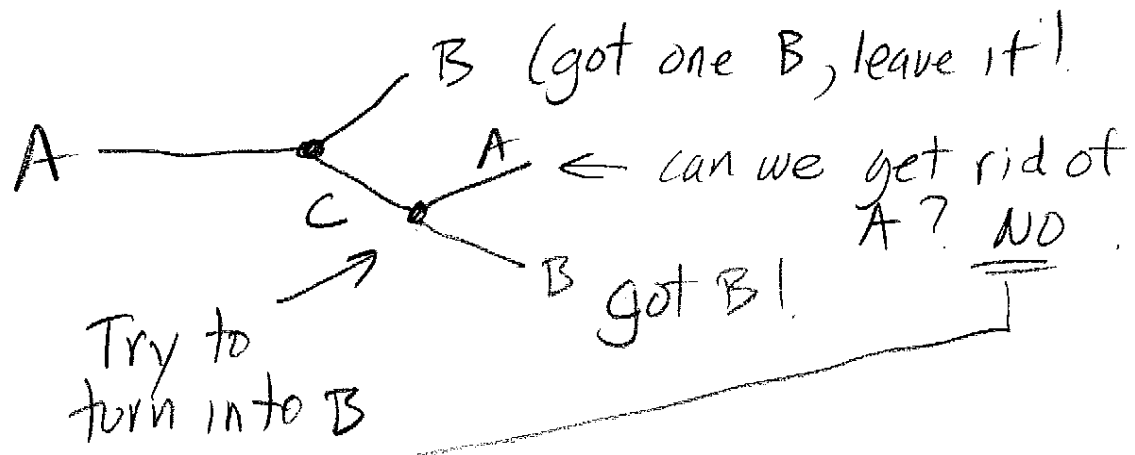 B (got one B, leave it!
A
A ← can we get rid of
A? NO.
C
B got B!
Try to
turn into B